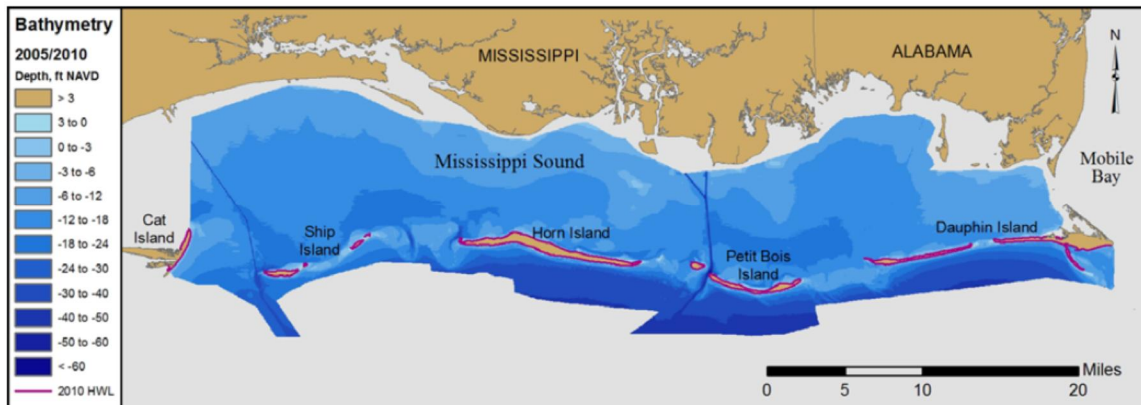 Bathymetry
2005/2010
Depth, ft NAVD
> 3
3 to 0
0 to -3
-3 to -6
-6 to -12
-12 to -18
-18 to -24
-24 to -30
-30 to -40
-40 to -50
-50 to -60
< -60
2010 HWL
MISSISSIPPI
ALABAMA
N
Mississippi Sound
Mobile
Bay
Cat
Island
Ship
Island
Horn Island
Petit Bois
Island
Dauphin Island
Miles
0
5
10
20